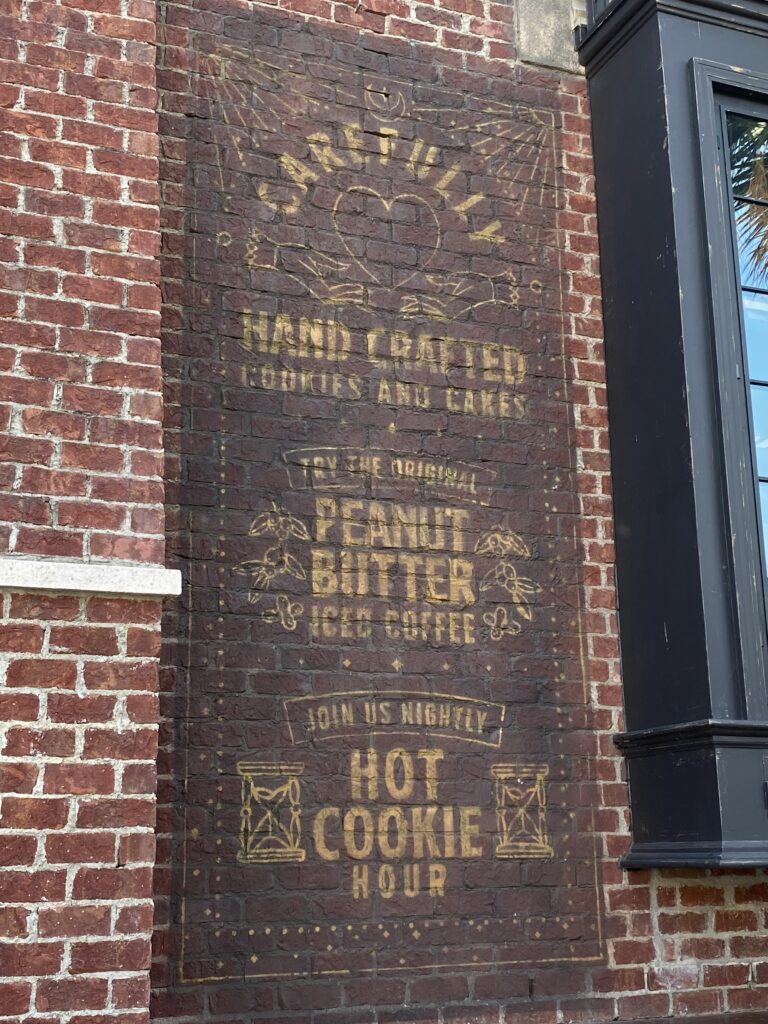 CAREFULLY
HAND CRAFTED
COOKIES AND CAKES
TRY THE ORIGINAL
PEANUT
BUTTER
ICED COFFEE
JOIN US NIGHTLY
HOT
COOKIE
HOUR